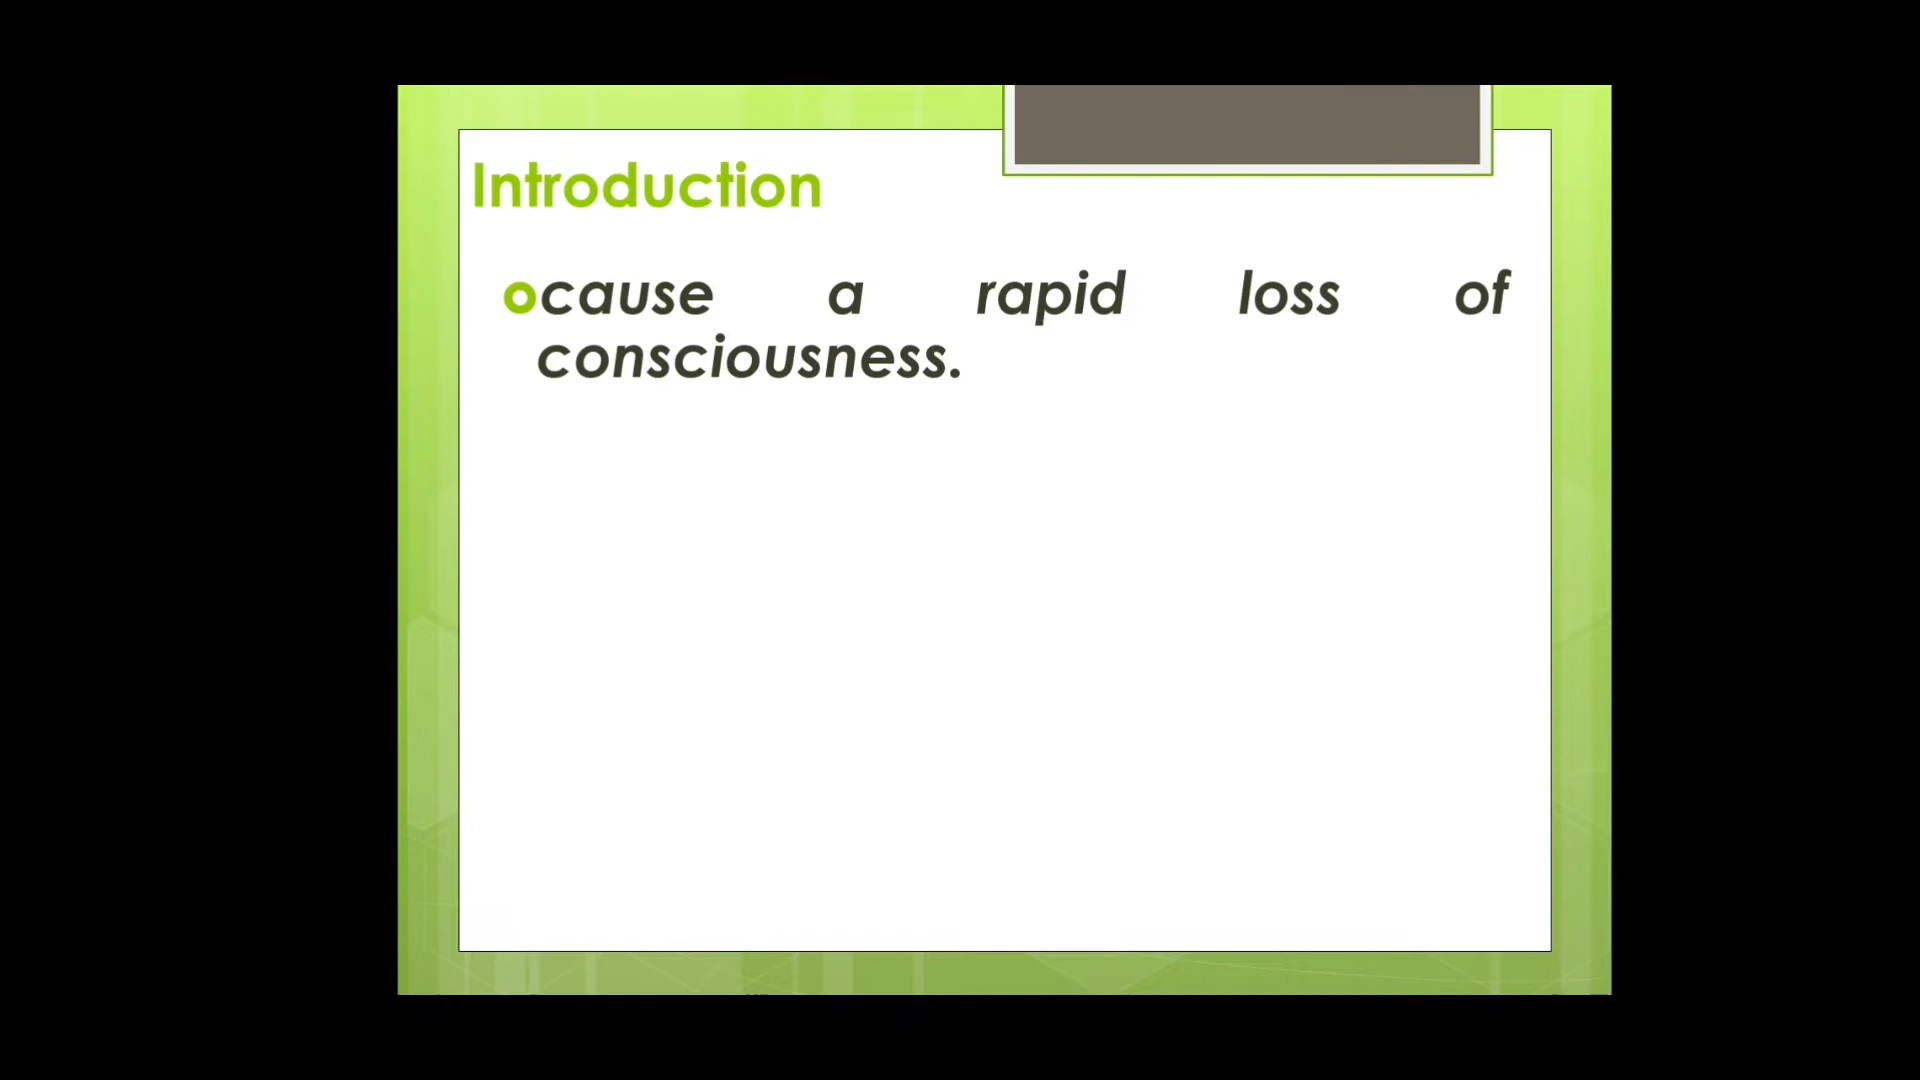 Introduction
cause a rapid loss of
consciousness.